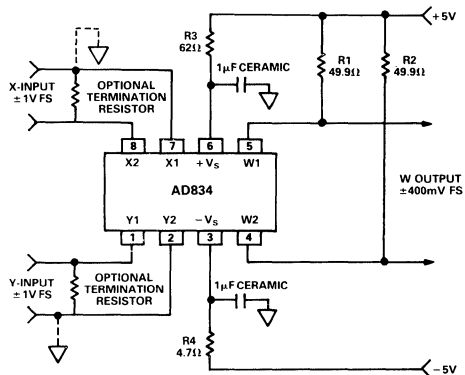 +5V
R3
62Ω
R1
49.9Ω
R2
49.9Ω
1μF CERAMIC
X-INPUT
±1V FS
OPTIONAL
TERMINATION
RESISTOR
8 7 6 5
X2 X1 +VS W1
AD834
Y1 Y2 −VS W2
1 2 3 4
W OUTPUT
±400mV FS
Y-INPUT
±1V FS
OPTIONAL
TERMINATION
RESISTOR
1μF CERAMIC
R4
4.7Ω
−5V